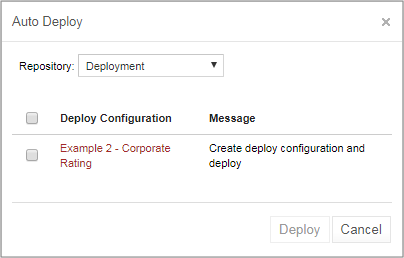 Auto Deploy ×
Repository: Deployment
Deploy Configuration Message
Example 2 - Corporate Create deploy configuration and
Rating deploy
Deploy Cancel